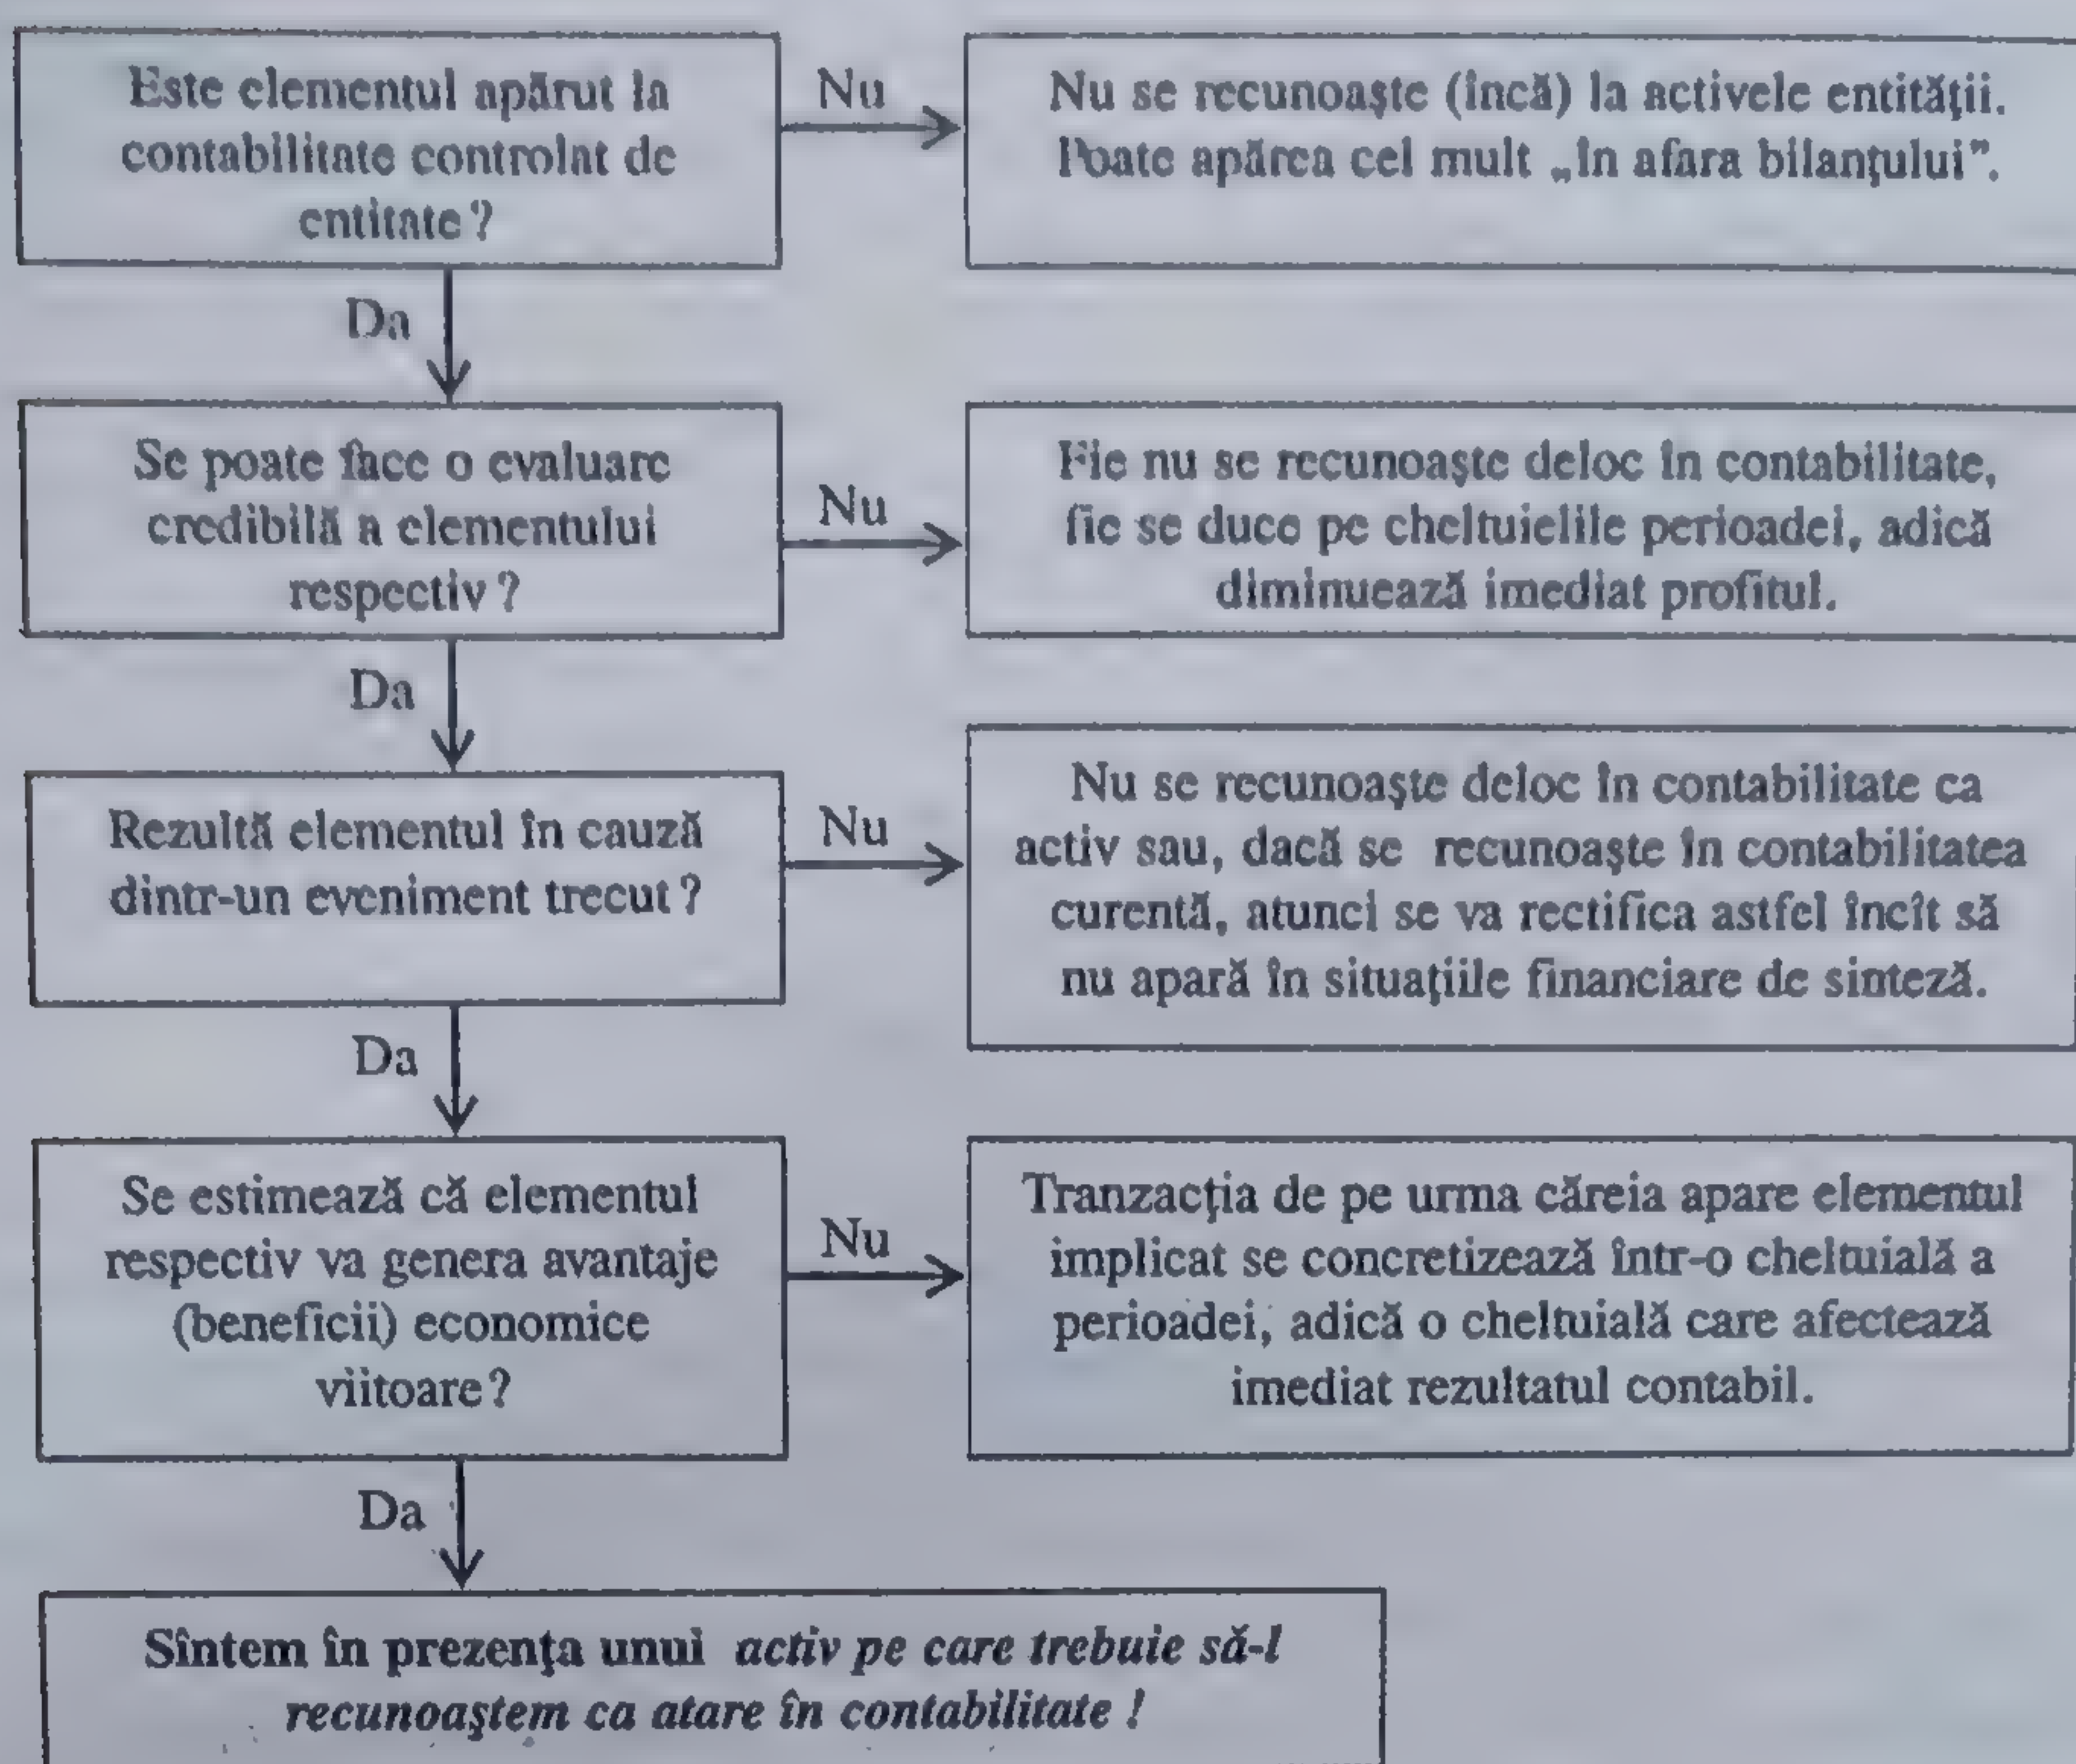 Este elementul apărut la
contabilitate controlat de
entitate ?
Nu
Nu se recunoaşte (încă) la activele entităţii.
Poate apărea cel mult „în afara bilanţului”.
Da
Se poate face o evaluare
credibilă a elementului
respectiv ?
Nu
Fie nu se recunoaşte deloc în contabilitate,
fie se duce pe cheltuielile perioadei, adică
diminuează imediat profitul.
Da
Rezultă elementul în cauză
dintr-un eveniment trecut ?
Nu
Nu se recunoaşte deloc în contabilitate ca
activ sau, dacă se recunoaşte în contabilitatea
curentă, atunci se va rectifica astfel încît să
nu apară în situaţiile financiare de sinteză.
Da
Se estimează că elementul
respectiv va genera avantaje
(beneficii) economice
viitoare ?
Nu
Tranzacţia de pe urma căreia apare elementul
implicat se concretizează într-o cheltuială a
perioadei, adică o cheltuială care afectează
imediat rezultatul contabil.
Da
Sîntem în prezenţa unui activ pe care trebuie să-l
recunoaştem ca atare în contabilitate !